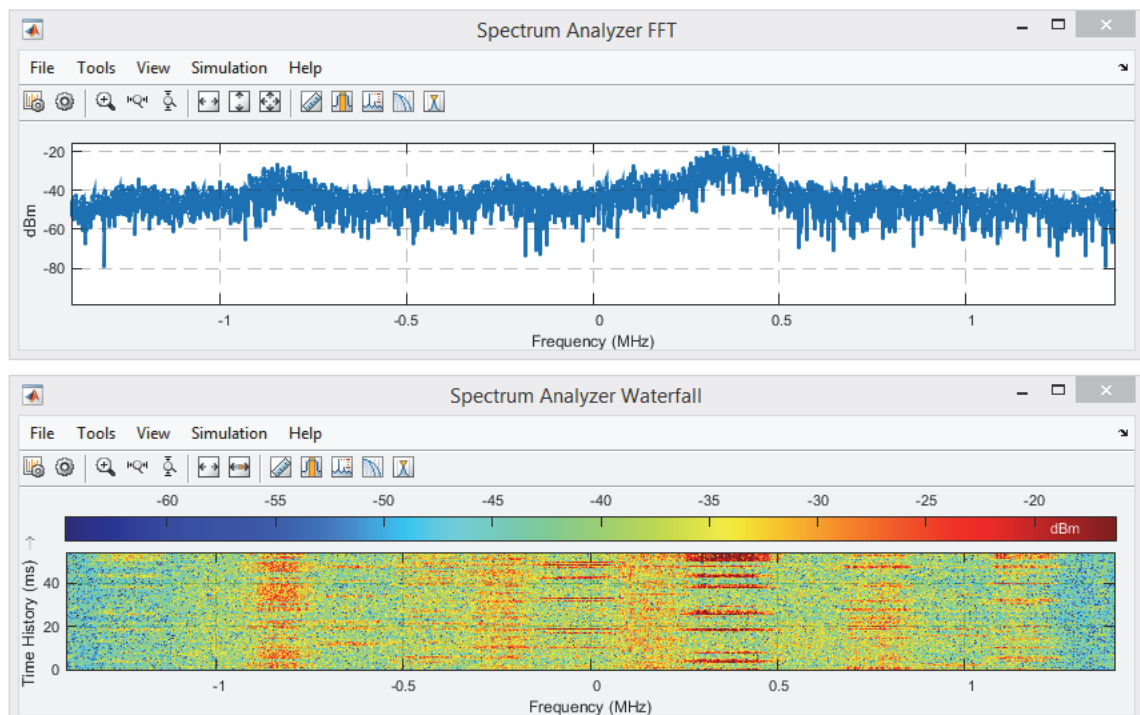 Spectrum Analyzer FFT
File Tools View Simulation Help
-20
-40
-60
-80
dBm
-1 -0.5 0 0.5 1
Frequency (MHz)
Spectrum Analyzer Waterfall
File Tools View Simulation Help
-60 -55 -50 -45 -40 -35 -30 -25 -20
dBm
Time History (ms)
40
20
0
-1 -0.5 0 0.5 1
Frequency (MHz)